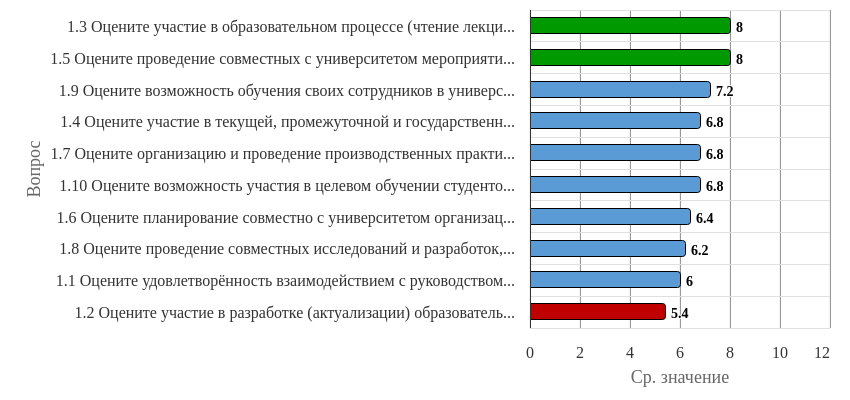 1.3 Оцените участие в образовательном процессе (чтение лекци... 8
1.5 Оцените проведение совместных с университетом мероприяти... 8
1.9 Оцените возможность обучения своих сотрудников в универс... 7.2
1.4 Оцените участие в текущей, промежуточной и государственн... 6.8
1.7 Оцените организацию и проведение производственных практи... 6.8
1.10 Оцените возможность участия в целевом обучении студенто... 6.8
1.6 Оцените планирование совместно с университетом организац... 6.4
1.8 Оцените проведение совместных исследований и разработок,... 6.2
1.1 Оцените удовлетворённость взаимодействием с руководством... 6
1.2 Оцените участие в разработке (актуализации) образователь... 5.4
Вопрос
0 2 4 6 8 10 12
Ср. значение